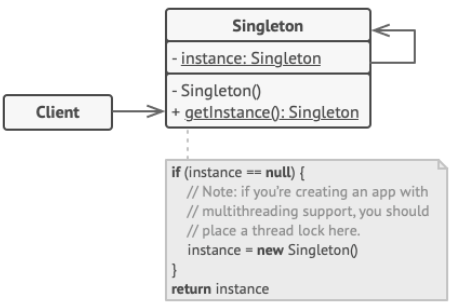 Singleton
- instance: Singleton
- Singleton()
+ getInstance(): Singleton
Client
if (instance == null) {
// Note: if you're creating an app with
// multithreading support, you should
// place a thread lock here.
instance = new Singleton()
}
return instance